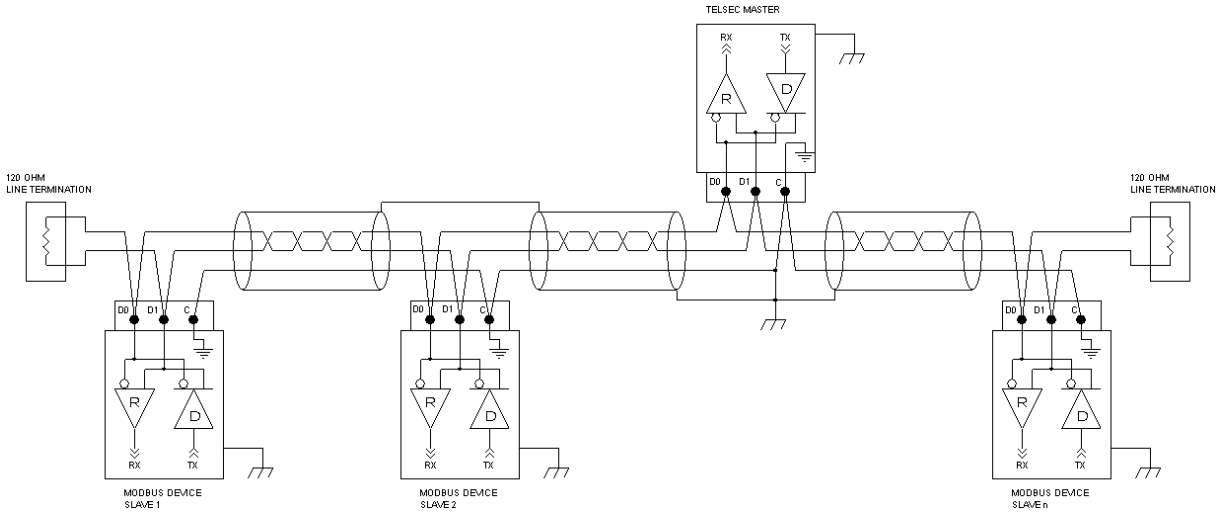 TELSEC MASTER
RX TX
R D
D0 D1 C
120 OHM
LINE TERMINATION
120 OHM
LINE TERMINATION
D0 D1 C
R D
RX TX
MODBUS DEVICE
SLAVE 1
D0 D1 C
R D
RX TX
MODBUS DEVICE
SLAVE 2
D0 D1 C
R D
RX TX
MODBUS DEVICE
SLAVE n